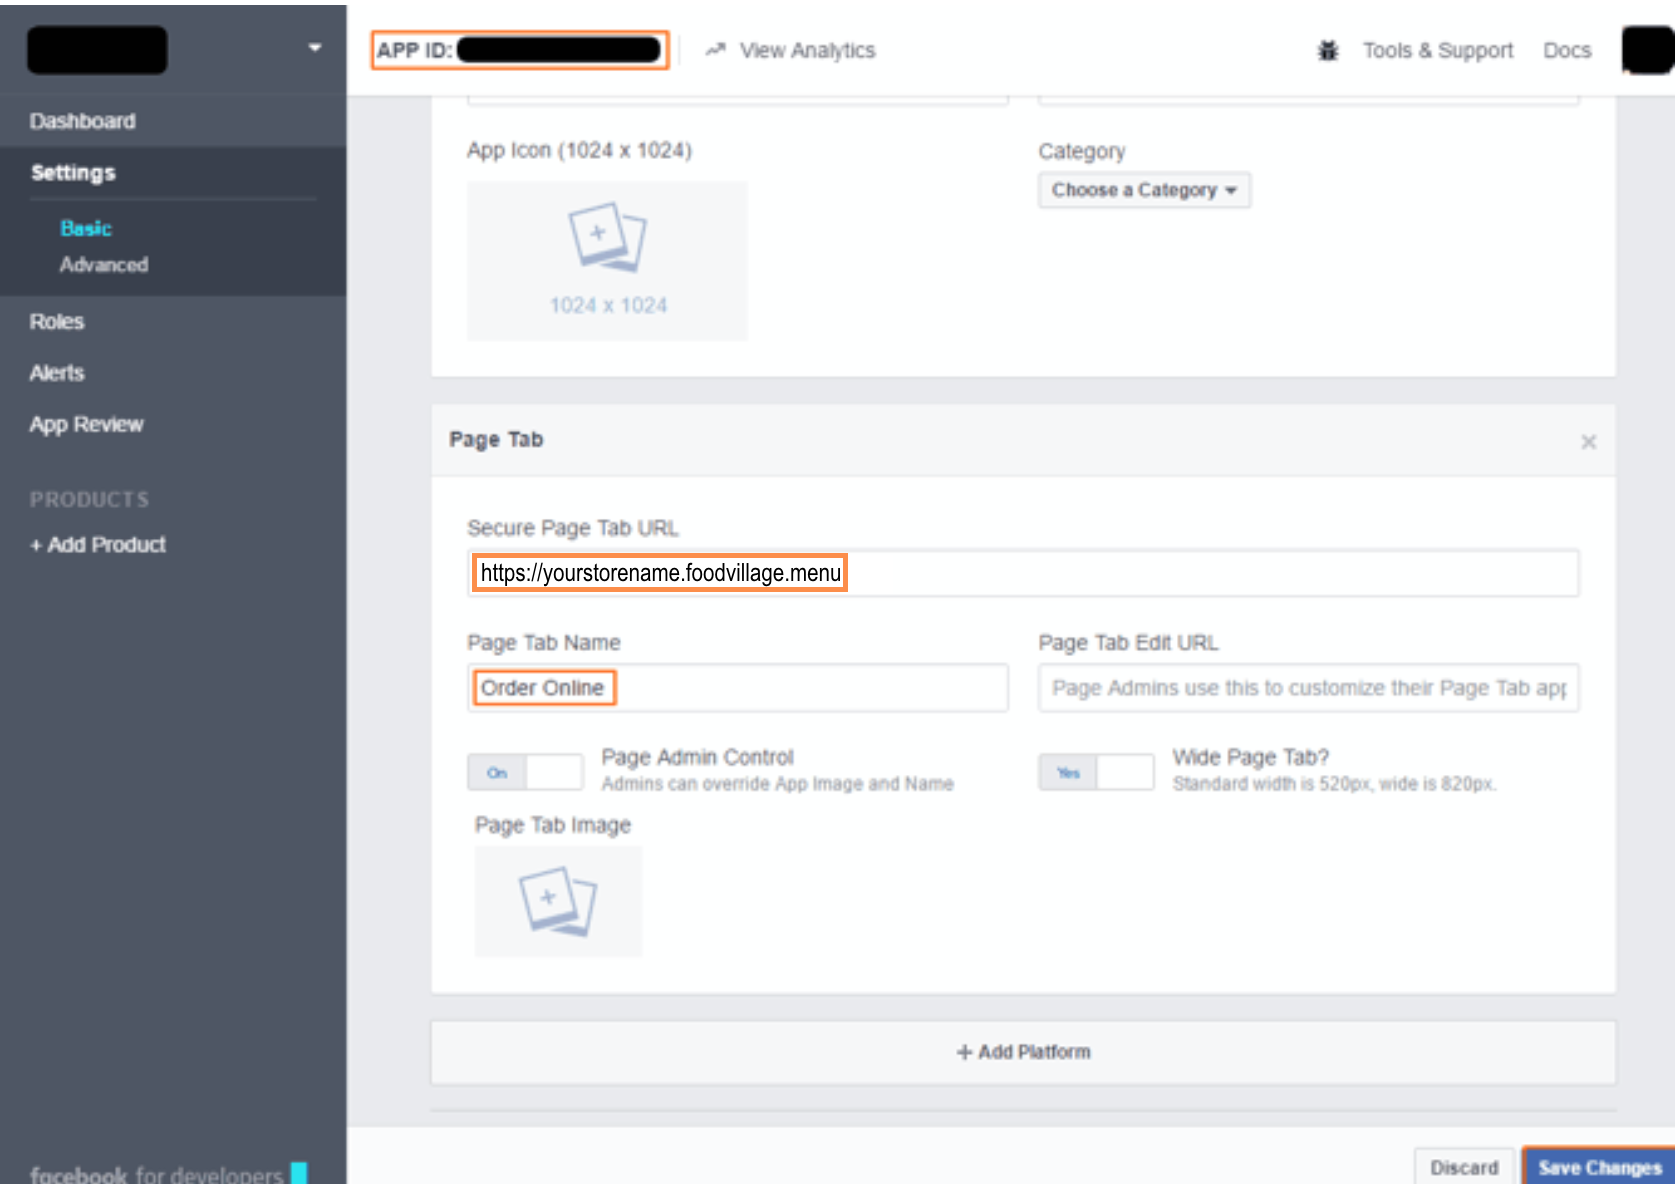 APP ID:
View Analytics
Tools & Support
Docs
Dashboard
Settings
Basic
Advanced
Roles
Alerts
App Review
PRODUCTS
+ Add Product
facebook for developers
App Icon (1024 x 1024)
1024 x 1024
Category
Choose a Category
Page Tab
Secure Page Tab URL
https://yourstorename.foodvillage.menu
Page Tab Name
Order Online
Page Tab Edit URL
Page Admins use this to customize their Page Tab app
On
Page Admin Control
Admins can override App Image and Name
Yes
Wide Page Tab?
Standard width is 520px, wide is 820px.
Page Tab Image
+ Add Platform
Discard
Save Changes